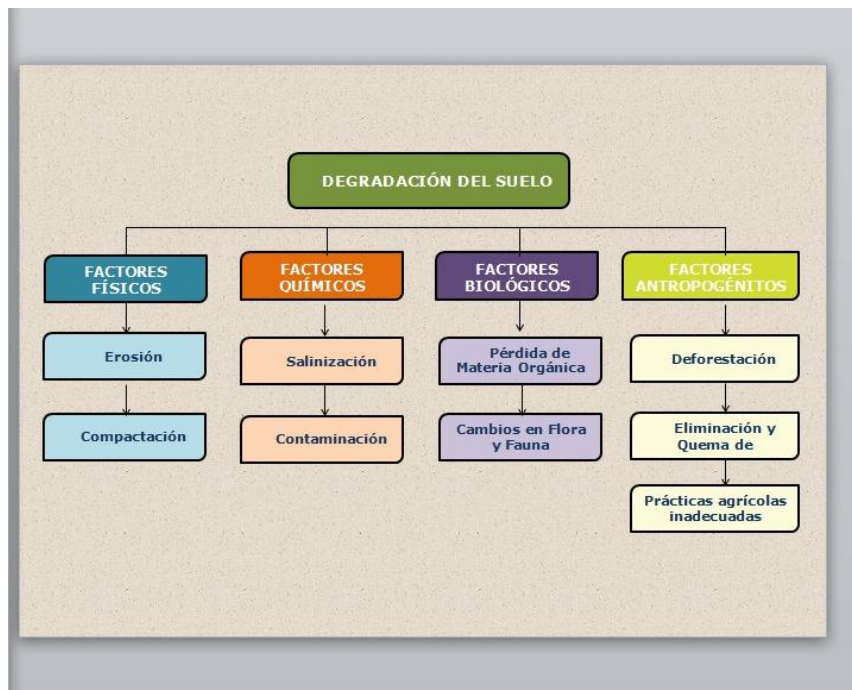 DEGRADACIÓN DEL SUELO
FACTORES
FÍSICOS
Erosión
Compactación
FACTORES
QUÍMICOS
Salinización
Contaminación
FACTORES
BIOLÓGICOS
Pérdida de
Materia Orgánica
Cambios en Flora
y Fauna
FACTORES
ANTROPOGÉNITOS
Deforestación
Eliminación y
Quema de
Prácticas agrícolas
inadecuadas